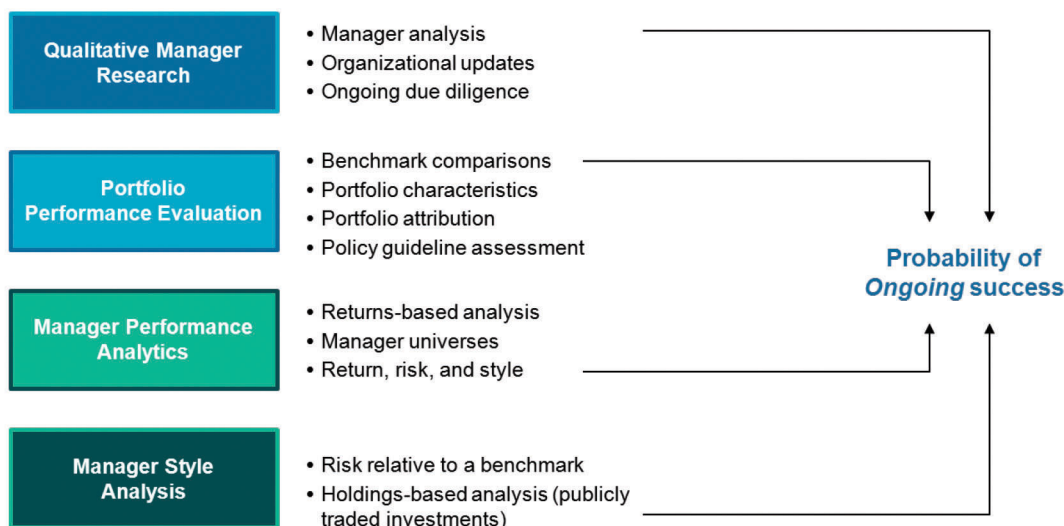 Qualitative Manager
Research
• Manager analysis
• Organizational updates
• Ongoing due diligence
Portfolio
Performance Evaluation
• Benchmark comparisons
• Portfolio characteristics
• Portfolio attribution
• Policy guideline assessment
Probability of
Ongoing success
Manager Performance
Analytics
• Returns-based analysis
• Manager universes
• Return, risk, and style
Manager Style
Analysis
• Risk relative to a benchmark
• Holdings-based analysis (publicly
traded investments)